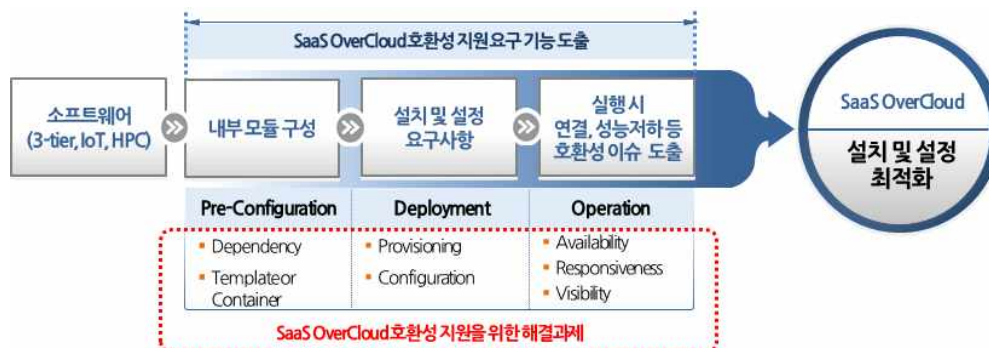 SaaS OverCloud 호환성 지원 요구 기능 도출
소프트웨어
(3-tier, IoT, HPC)
내부 모듈 구성
설치 및 설정
요구사항
실행 시
연결, 성능저하 등
호환성 이슈 도출
SaaS OverCloud
설치 및 설정
최적화
Pre-Configuration
Deployment
Operation
▪ Dependency
▪ Template or
Container
▪ Provisioning
▪ Configuration
▪ Availability
▪ Responsiveness
▪ Visibility
SaaS OverCloud 호환성 지원을 위한 해결과제